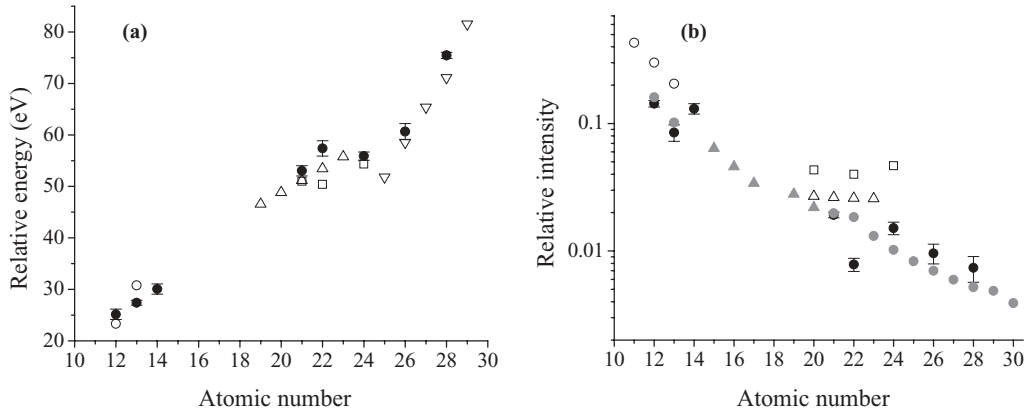 (a)
Relative energy (eV)
80
70
60
50
40
30
20
10 12 14 16 18 20 22 24 26 28 30
Atomic number
(b)
Relative intensity
0.1
0.01
10 12 14 16 18 20 22 24 26 28 30
Atomic number